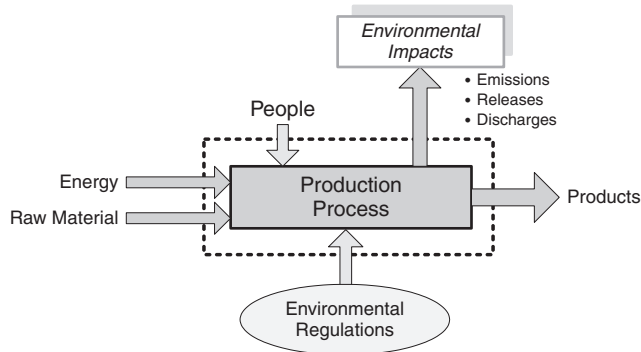 Environmental
Impacts
• Emissions
• Releases
• Discharges
People
Energy
Raw Material
Production
Process
Products
Environmental
Regulations